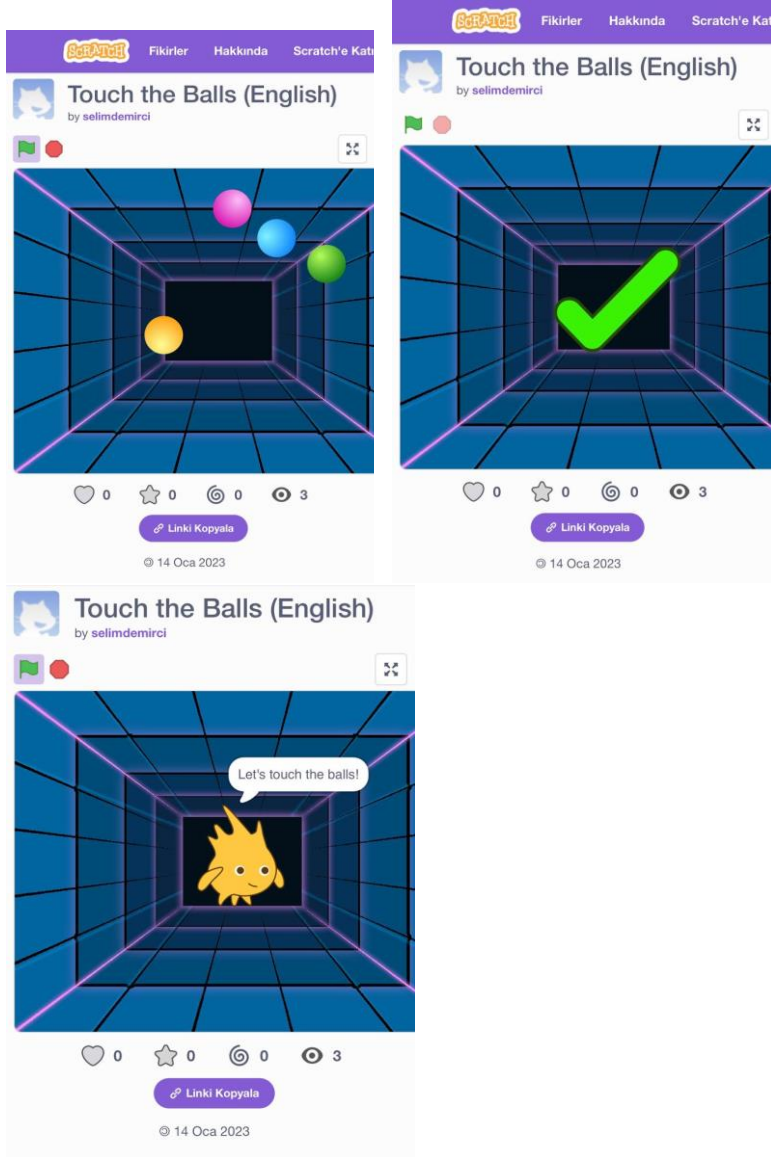 SCRATCH Fikirler Hakkında Scratch'e Katı
Touch the Balls (English)
by selimdemirci
0 0 0 3
Linki Kopyala
14 Oca 2023
SCRATCH Fikirler Hakkında Scratch'e Kat
Touch the Balls (English)
by selimdemirci
0 0 0 3
Linki Kopyala
14 Oca 2023
Touch the Balls (English)
by selimdemirci
Let's touch the balls!
0 0 0 3
Linki Kopyala
14 Oca 2023